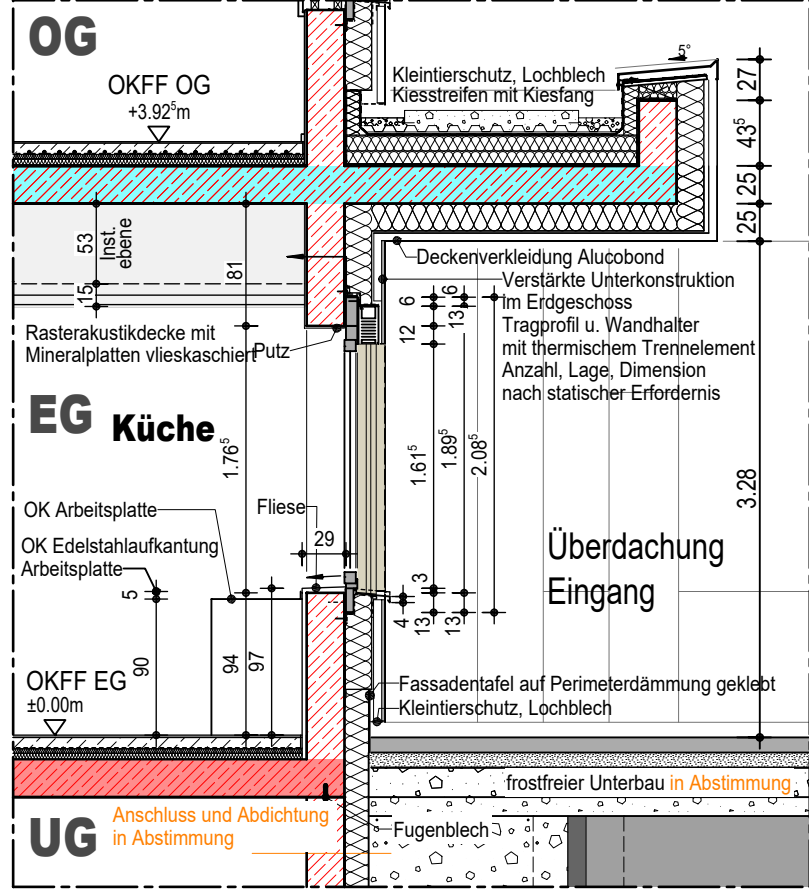 OG
OKFF OG
+3.92⁵m
Kleintierschutz, Lochblech
Kiesstreifen mit Kiesfang
5°
27
43⁵
25
25
53
Inst.
ebene
15
81
Deckenverkleidung Alucobond
Verstärkte Unterkonstruktion
im Erdgeschoss
Tragprofil u. Wandhalter
mit thermischem Trennelement
Anzahl, Lage, Dimension
nach statischer Erfordernis
6
6
13
12
Rasterakustikdecke mit
Mineralplatten vlieskaschiert
Putz
EG
Küche
1.76⁵
1.61⁵
1.89⁵
2.08⁵
3.28
OK Arbeitsplatte
Fliese
OK Edelstahlaufkantung
Arbeitsplatte
29
5
3
4
13
13
90
94
97
Überdachung
Eingang
OKFF EG
±0.00m
Fassadentafel auf Perimeterdämmung geklebt
Kleintierschutz, Lochblech
frostfreier Unterbau in Abstimmung
UG
Anschluss und Abdichtung
in Abstimmung
Fugenblech